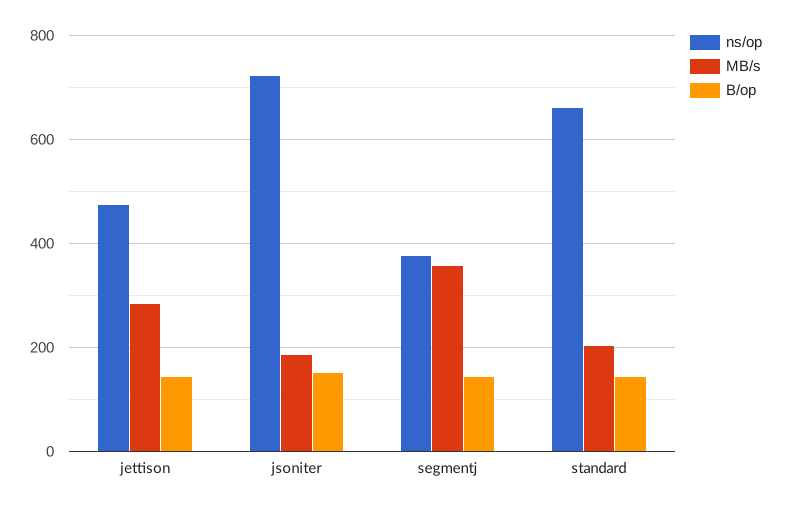 800
600
400
200
0
jettison
jsoniter
segmentj
standard
ns/op
MB/s
B/op